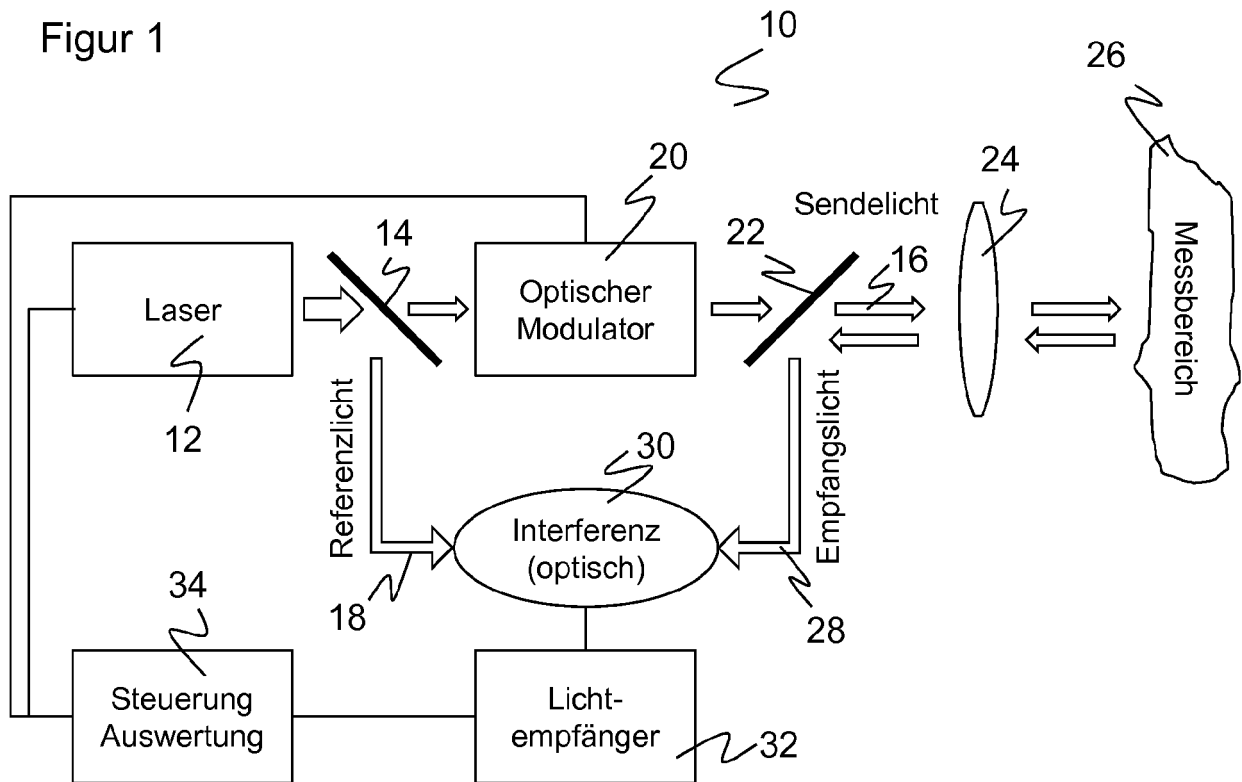 Figur 1
10
26
20
24
Sendelicht
14
22
16
Laser
Optischer
Modulator
Messbereich
12
Referenzlicht
30
Empfangslicht
Interferenz
(optisch)
18
28
34
Steuerung
Auswertung
Licht-
empfänger
32